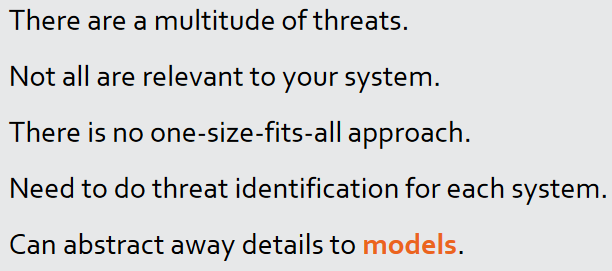 There are a multitude of threats.
Not all are relevant to your system.
There is no one-size-fits-all approach.
Need to do threat identification for each system.
Can abstract away details to models.